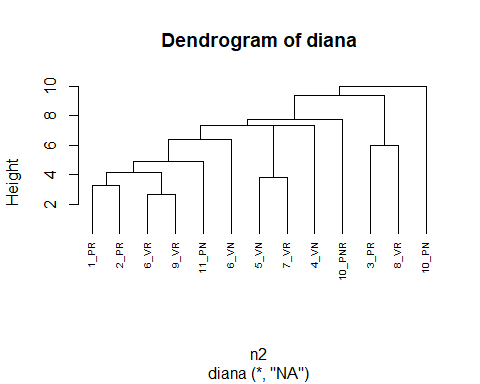 Dendrogram of diana
Height
10
8
6
4
2
1_PR
2_PR
6_VR
9_VR
11_PN
6_VN
5_VN
7_VR
4_VN
10_PNR
3_PR
8_VR
10_PN
n2
diana (*, "NA")